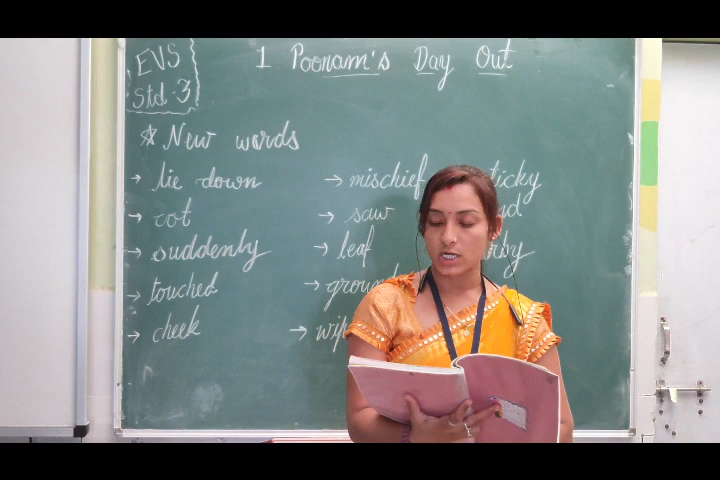 EVS
Std. 3
1 Poonam's Day Out
☆ New words
→ lie down → mischief
→ cot → saw
→ suddenly → leaf
→ touched →
→ cheek →